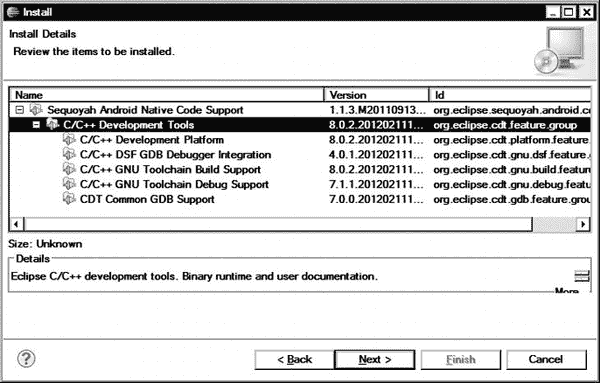 Install
Install Details
Review the items to be installed.
Name Version Id
Sequoyah Android Native Code Support 1.1.3.M20110913... org.eclipse.sequoyah.android.c
C/C++ Development Tools 8.0.2.201202111... org.eclipse.cdt.feature.group
C/C++ Development Platform 8.0.2.201202111... org.eclipse.cdt.platform.feature.
C/C++ DSF GDB Debugger Integration 4.0.1.201202111... org.eclipse.cdt.gnu.dsf.feature.
C/C++ GNU Toolchain Build Support 8.0.2.201202111... org.eclipse.cdt.gnu.build.featur
C/C++ GNU Toolchain Debug Support 7.1.1.201202111... org.eclipse.cdt.gnu.debug.featu
CDT Common GDB Support 7.0.0.201202111... org.eclipse.cdt.gdb.feature.grou
Size: Unknown
Details
Eclipse C/C++ development tools. Binary runtime and user documentation.
More
< Back Next > Finish Cancel